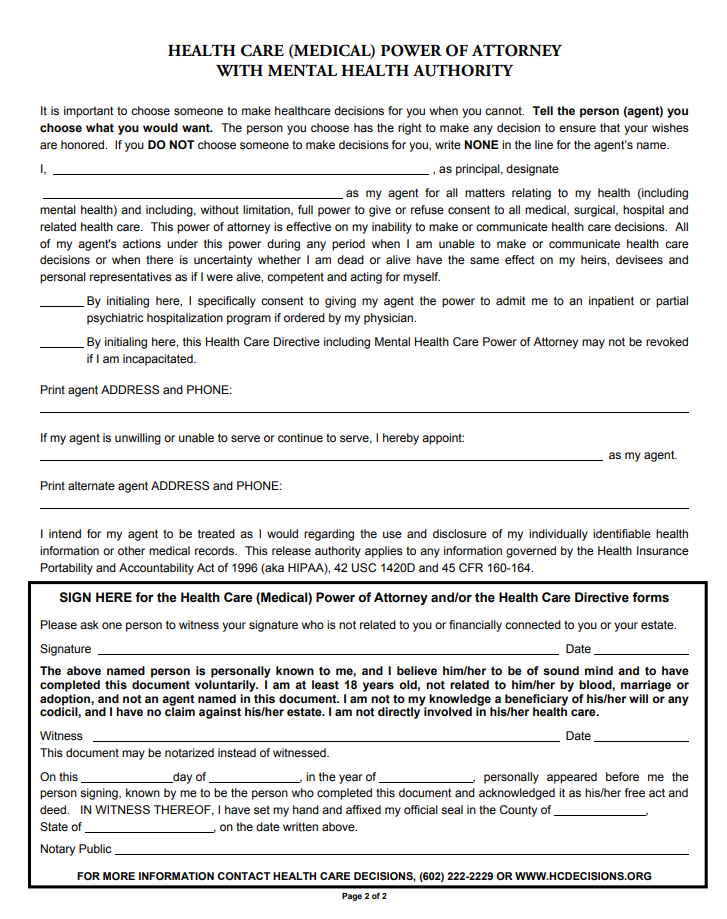 HEALTH CARE (MEDICAL) POWER OF ATTORNEY
WITH MENTAL HEALTH AUTHORITY
It is important to choose someone to make healthcare decisions for you when you cannot. Tell the person (agent) you
choose what you would want. The person you choose has the right to make any decision to ensure that your wishes
are honored. If you DO NOT choose someone to make decisions for you, write NONE in the line for the agent's name.
I, ________________ , as principal, designate
________________ as my agent for all matters relating to my health (including
mental health) and including, without limitation, full power to give or refuse consent to all medical, surgical, hospital and
related health care. This power of attorney is effective on my inability to make or communicate health care decisions. All
of my agent's actions under this power during any period when I am unable to make or communicate health care
decisions or when there is uncertainty whether I am dead or alive have the same effect on my heirs, devisees and
personal representatives as if I were alive, competent and acting for myself.
_______ By initialing here, I specifically consent to giving my agent the power to admit me to an inpatient or partial
psychiatric hospitalization program if ordered by my physician.
_______ By initialing here, this Health Care Directive including Mental Health Care Power of Attorney may not be revoked
if I am incapacitated.
Print agent ADDRESS and PHONE:
If my agent is unwilling or unable to serve or continue to serve, I hereby appoint:
________________ as my agent.
Print alternate agent ADDRESS and PHONE:
I intend for my agent to be treated as I would regarding the use and disclosure of my individually identifiable health
information or other medical records. This release authority applies to any information governed by the Health Insurance
Portability and Accountability Act of 1996 (aka HIPAA), 42 USC 1420D and 45 CFR 160-164.
SIGN HERE for the Health Care (Medical) Power of Attorney and/or the Health Care Directive forms
Please ask one person to witness your signature who is not related to you or financially connected to you or your estate.
Signature ________________ Date ________
The above named person is personally known to me, and I believe him/her to be of sound mind and to have
completed this document voluntarily. I am at least 18 years old, not related to him/her by blood, marriage or
adoption, and not an agent named in this document. I am not to my knowledge a beneficiary of his/her will or any
codicil, and I have no claim against his/her estate. I am not directly involved in his/her health care.
Witness ________________ Date ________
This document may be notarized instead of witnessed.
On this ________ day of ________, in the year of ________, personally appeared before me the
person signing, known by me to be the person who completed this document and acknowledged it as his/her free act and
deed. IN WITNESS THEREOF, I have set my hand and affixed my official seal in the County of ________,
State of ________, on the date written above.
Notary Public ________________
FOR MORE INFORMATION CONTACT HEALTH CARE DECISIONS, (602) 222-2229 OR WWW.HCDECISIONS.ORG
Page 2 of 2